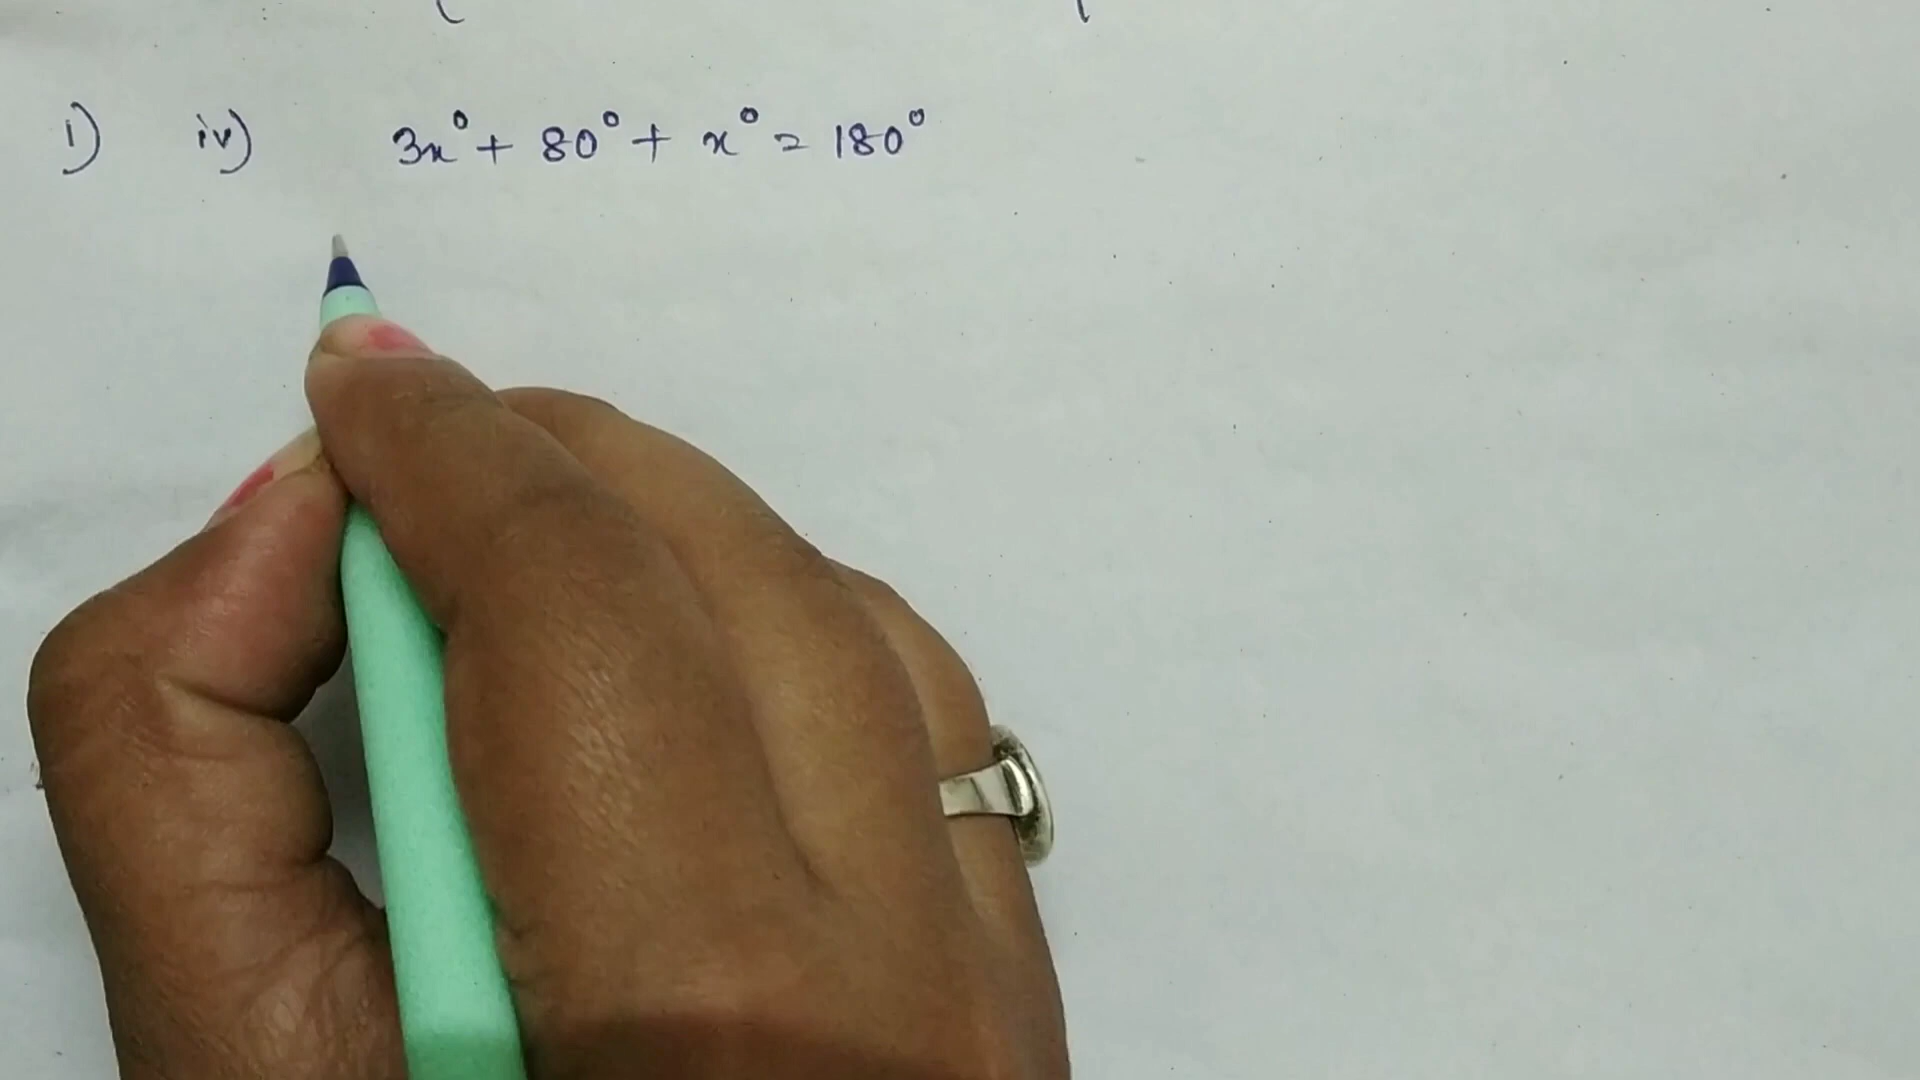 1) iv) 3x° + 80° + x° = 180°